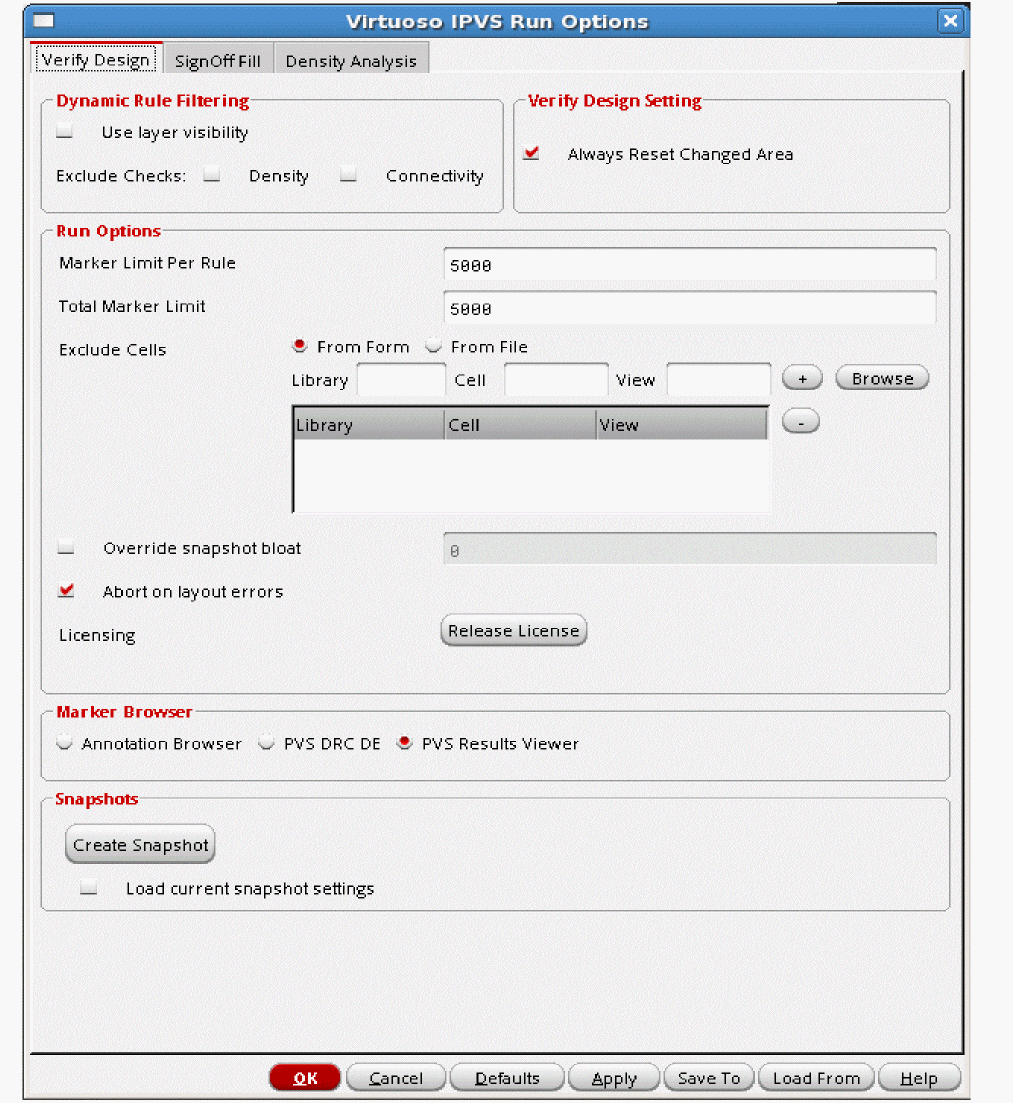 Virtuoso IPVS Run Options
Verify Design SignOff Fill Density Analysis
Dynamic Rule Filtering
Use layer visibility
Exclude Checks: Density Connectivity
Verify Design Setting
Always Reset Changed Area
Run Options
Marker Limit Per Rule 5000
Total Marker Limit 5000
Exclude Cells From Form From File
Library Cell View + Browse
Library Cell View -
Override snapshot bloat 0
Abort on layout errors
Licensing Release License
Marker Browser
Annotation Browser PVS DRC DE PVS Results Viewer
Snapshots
Create Snapshot
Load current snapshot settings
OK Cancel Defaults Apply Save To Load From Help